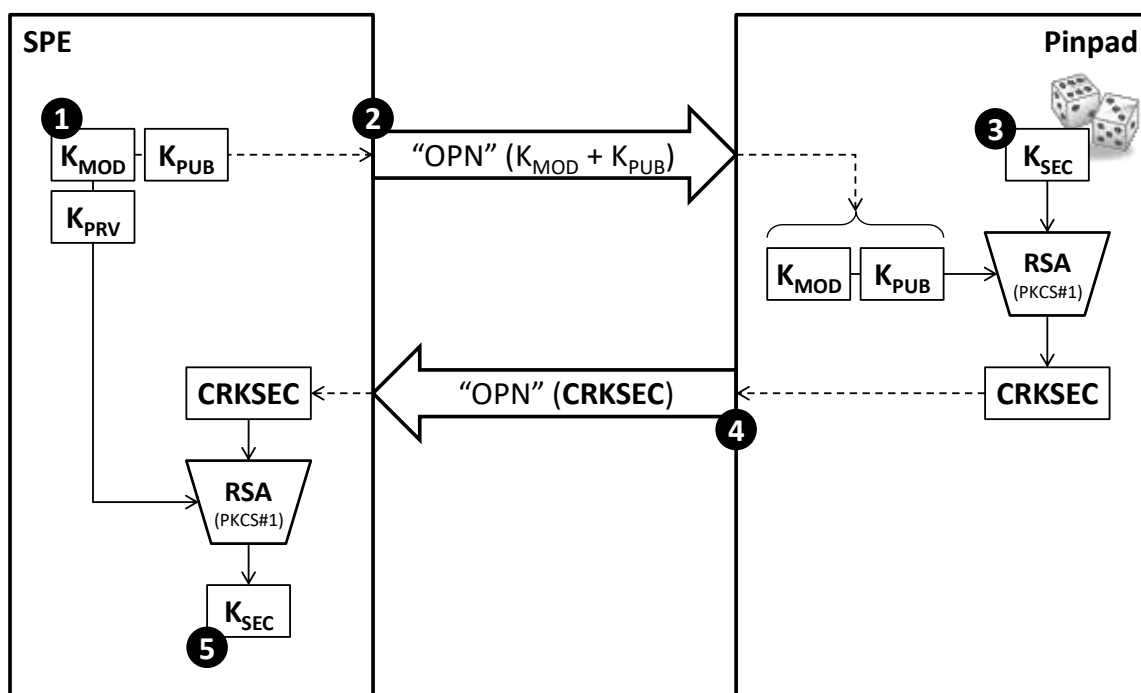 SPE
Pinpad
1
2
3
K_MOD
K_PUB
“OPN” (K_MOD + K_PUB)
K_SEC
K_PRV
K_MOD
K_PUB
RSA
(PKCS#1)
CRKSEC
“OPN” (CRKSEC)
CRKSEC
4
RSA
(PKCS#1)
K_SEC
5